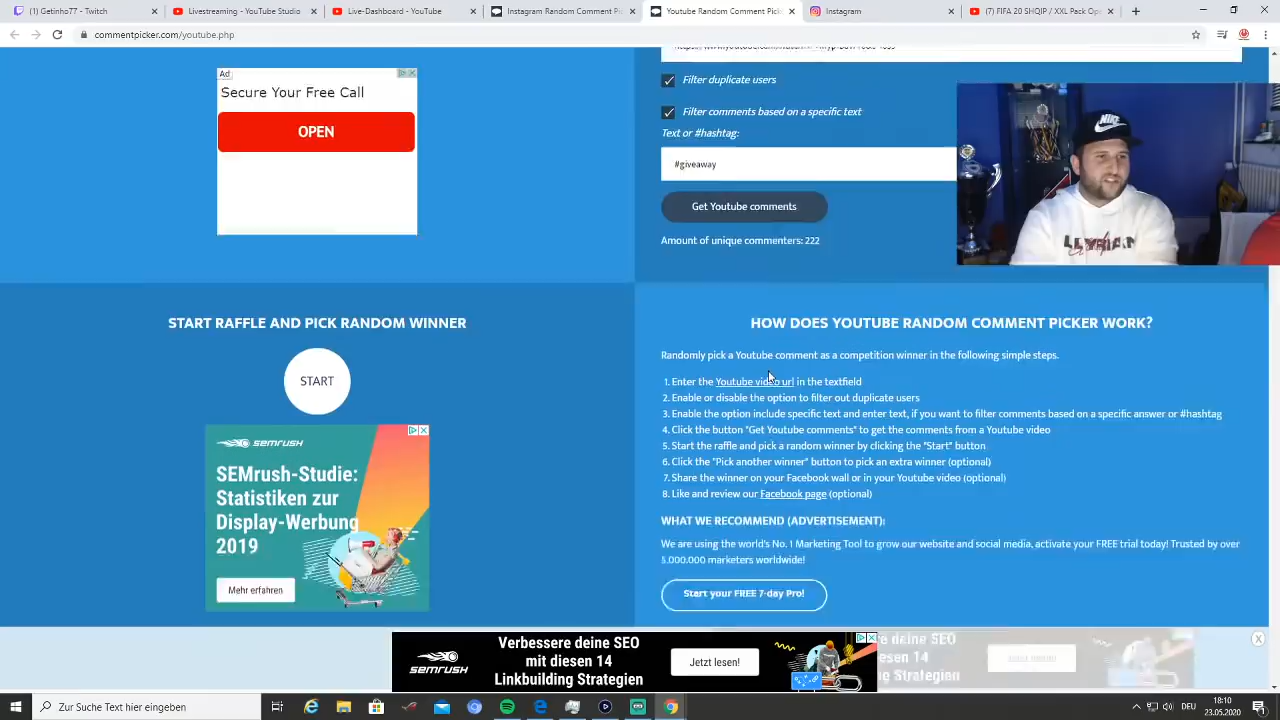 (1) Getinho77 - Twitch
Livestreaming - YouTube Studio
Live-Dashboard - YouTube
Instagram Random Comment Pi
Youtube Random Comment Picker
Instagram
(7) FIFA 20 SHOP / XXL Pack Op
commentpicker.com/youtube.php
Ad
Secure Your Free Call
OPEN
Filter duplicate users
Filter comments based on a specific text
Text or #hashtag:
#giveaway
Get Youtube comments
Amount of unique commenters: 222
START RAFFLE AND PICK RANDOM WINNER
START
SEMRUSH
SEMrush-Studie:
Statistiken zur
Display-Werbung
2019
Mehr erfahren
HOW DOES YOUTUBE RANDOM COMMENT PICKER WORK?
Randomly pick a Youtube comment as a competition winner in the following simple steps.
1. Enter the Youtube video url in the textfield
2. Enable or disable the option to filter out duplicate users
3. Enable the option include specific text and enter text, if you want to filter comments based on a specific answer or #hashtag
4. Click the button "Get Youtube comments" to get the comments from a Youtube video
5. Start the raffle and pick a random winner by clicking the "Start" button
6. Click the "Pick another winner" button to pick an extra winner (optional)
7. Share the winner on your Facebook wall or in your Youtube video (optional)
8. Like and review our Facebook page (optional)
WHAT WE RECOMMEND (ADVERTISEMENT):
We are using the world's No. 1 Marketing Tool to grow our website and social media, activate your FREE trial today! Trusted by over
5.000.000 marketers worldwide!
Start your FREE 7-day Pro!
SEMRUSH
Verbessere deine SEO
mit diesen 14
Linkbuilding Strategien
Jetzt lesen!
Zur Suche Text hier eingeben
DEU
18:10
23.05.2020